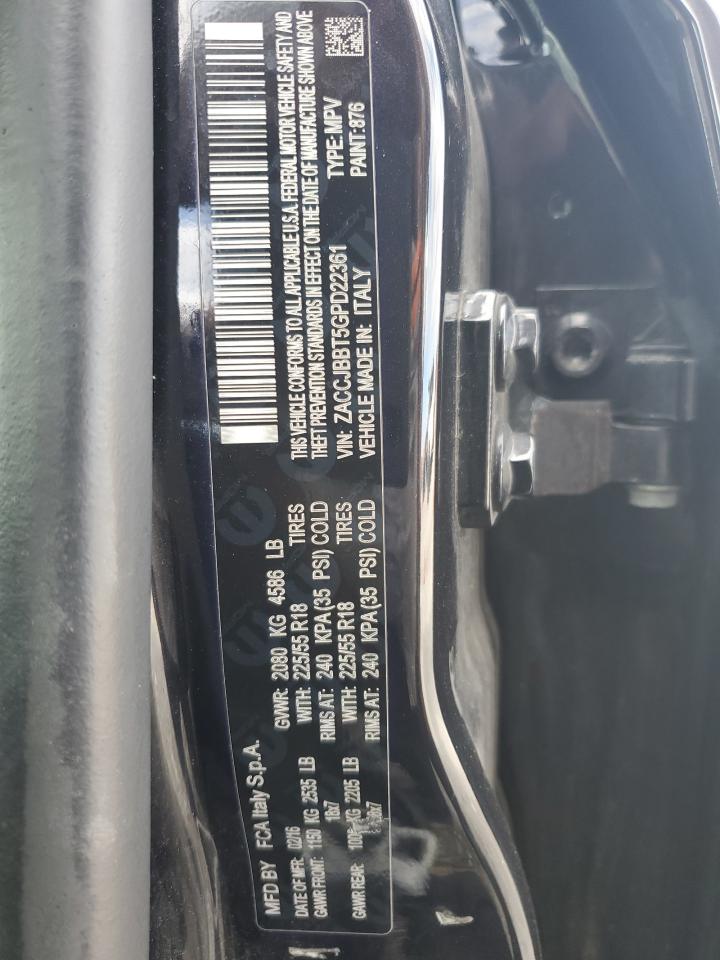 MFD BY FCA Italy S.p.A.
DATE OF MFR: 02/16 GVWR: 2080 KG 4586 LB
GAWR FRONT: 1150 KG 2535 LB WITH: 225/55 R18 TIRES
18x7 RIMS AT: 240 KPA(35 PSI) COLD
GAWR REAR: KG 2205 LB WITH: 225/55 R18 TIRES
RIMS AT: 240 KPA(35 PSI) COLD
THIS VEHICLE CONFORMS TO ALL APPLICABLE U.S.A. FEDERAL MOTOR VEHICLE SAFETY AND
THEFT PREVENTION STANDARDS IN EFFECT ON THE DATE OF MANUFACTURE SHOWN ABOVE
VIN: ZACCJBBT5GPD22361 TYPE:MPV
VEHICLE MADE IN: ITALY PAINT:876